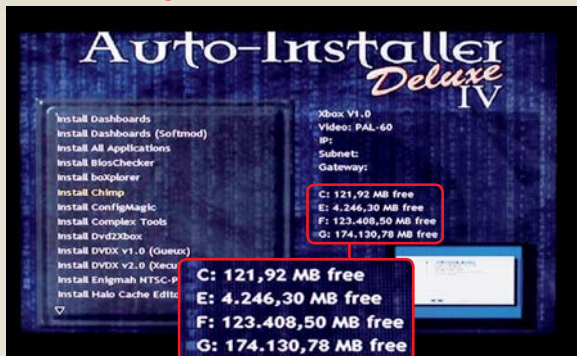 Auto-Installer
Deluxe
IV
Install Dashboards
Install Dashboards (Softmod)
Install All Applications
Install BiosChecker
Install boXplorer
Install Chimp
Install ConfigMagic
Install Complex Tools
Install Dvd2Xbox
Install DVDX v1.0 (Gueux)
Install DVDX v2.0 (Xecu
Install Enigmah NTSC-P
Install Halo Cache Edito
Xbox V1.0
Video: PAL-60
IP:
Subnet:
Gateway:
C: 121,92 MB free
E: 4.246,30 MB free
F: 123.408,50 MB free
G: 174.130,78 MB free
C: 121,92 MB free
E: 4.246,30 MB free
F: 123.408,50 MB free
G: 174.130,78 MB free